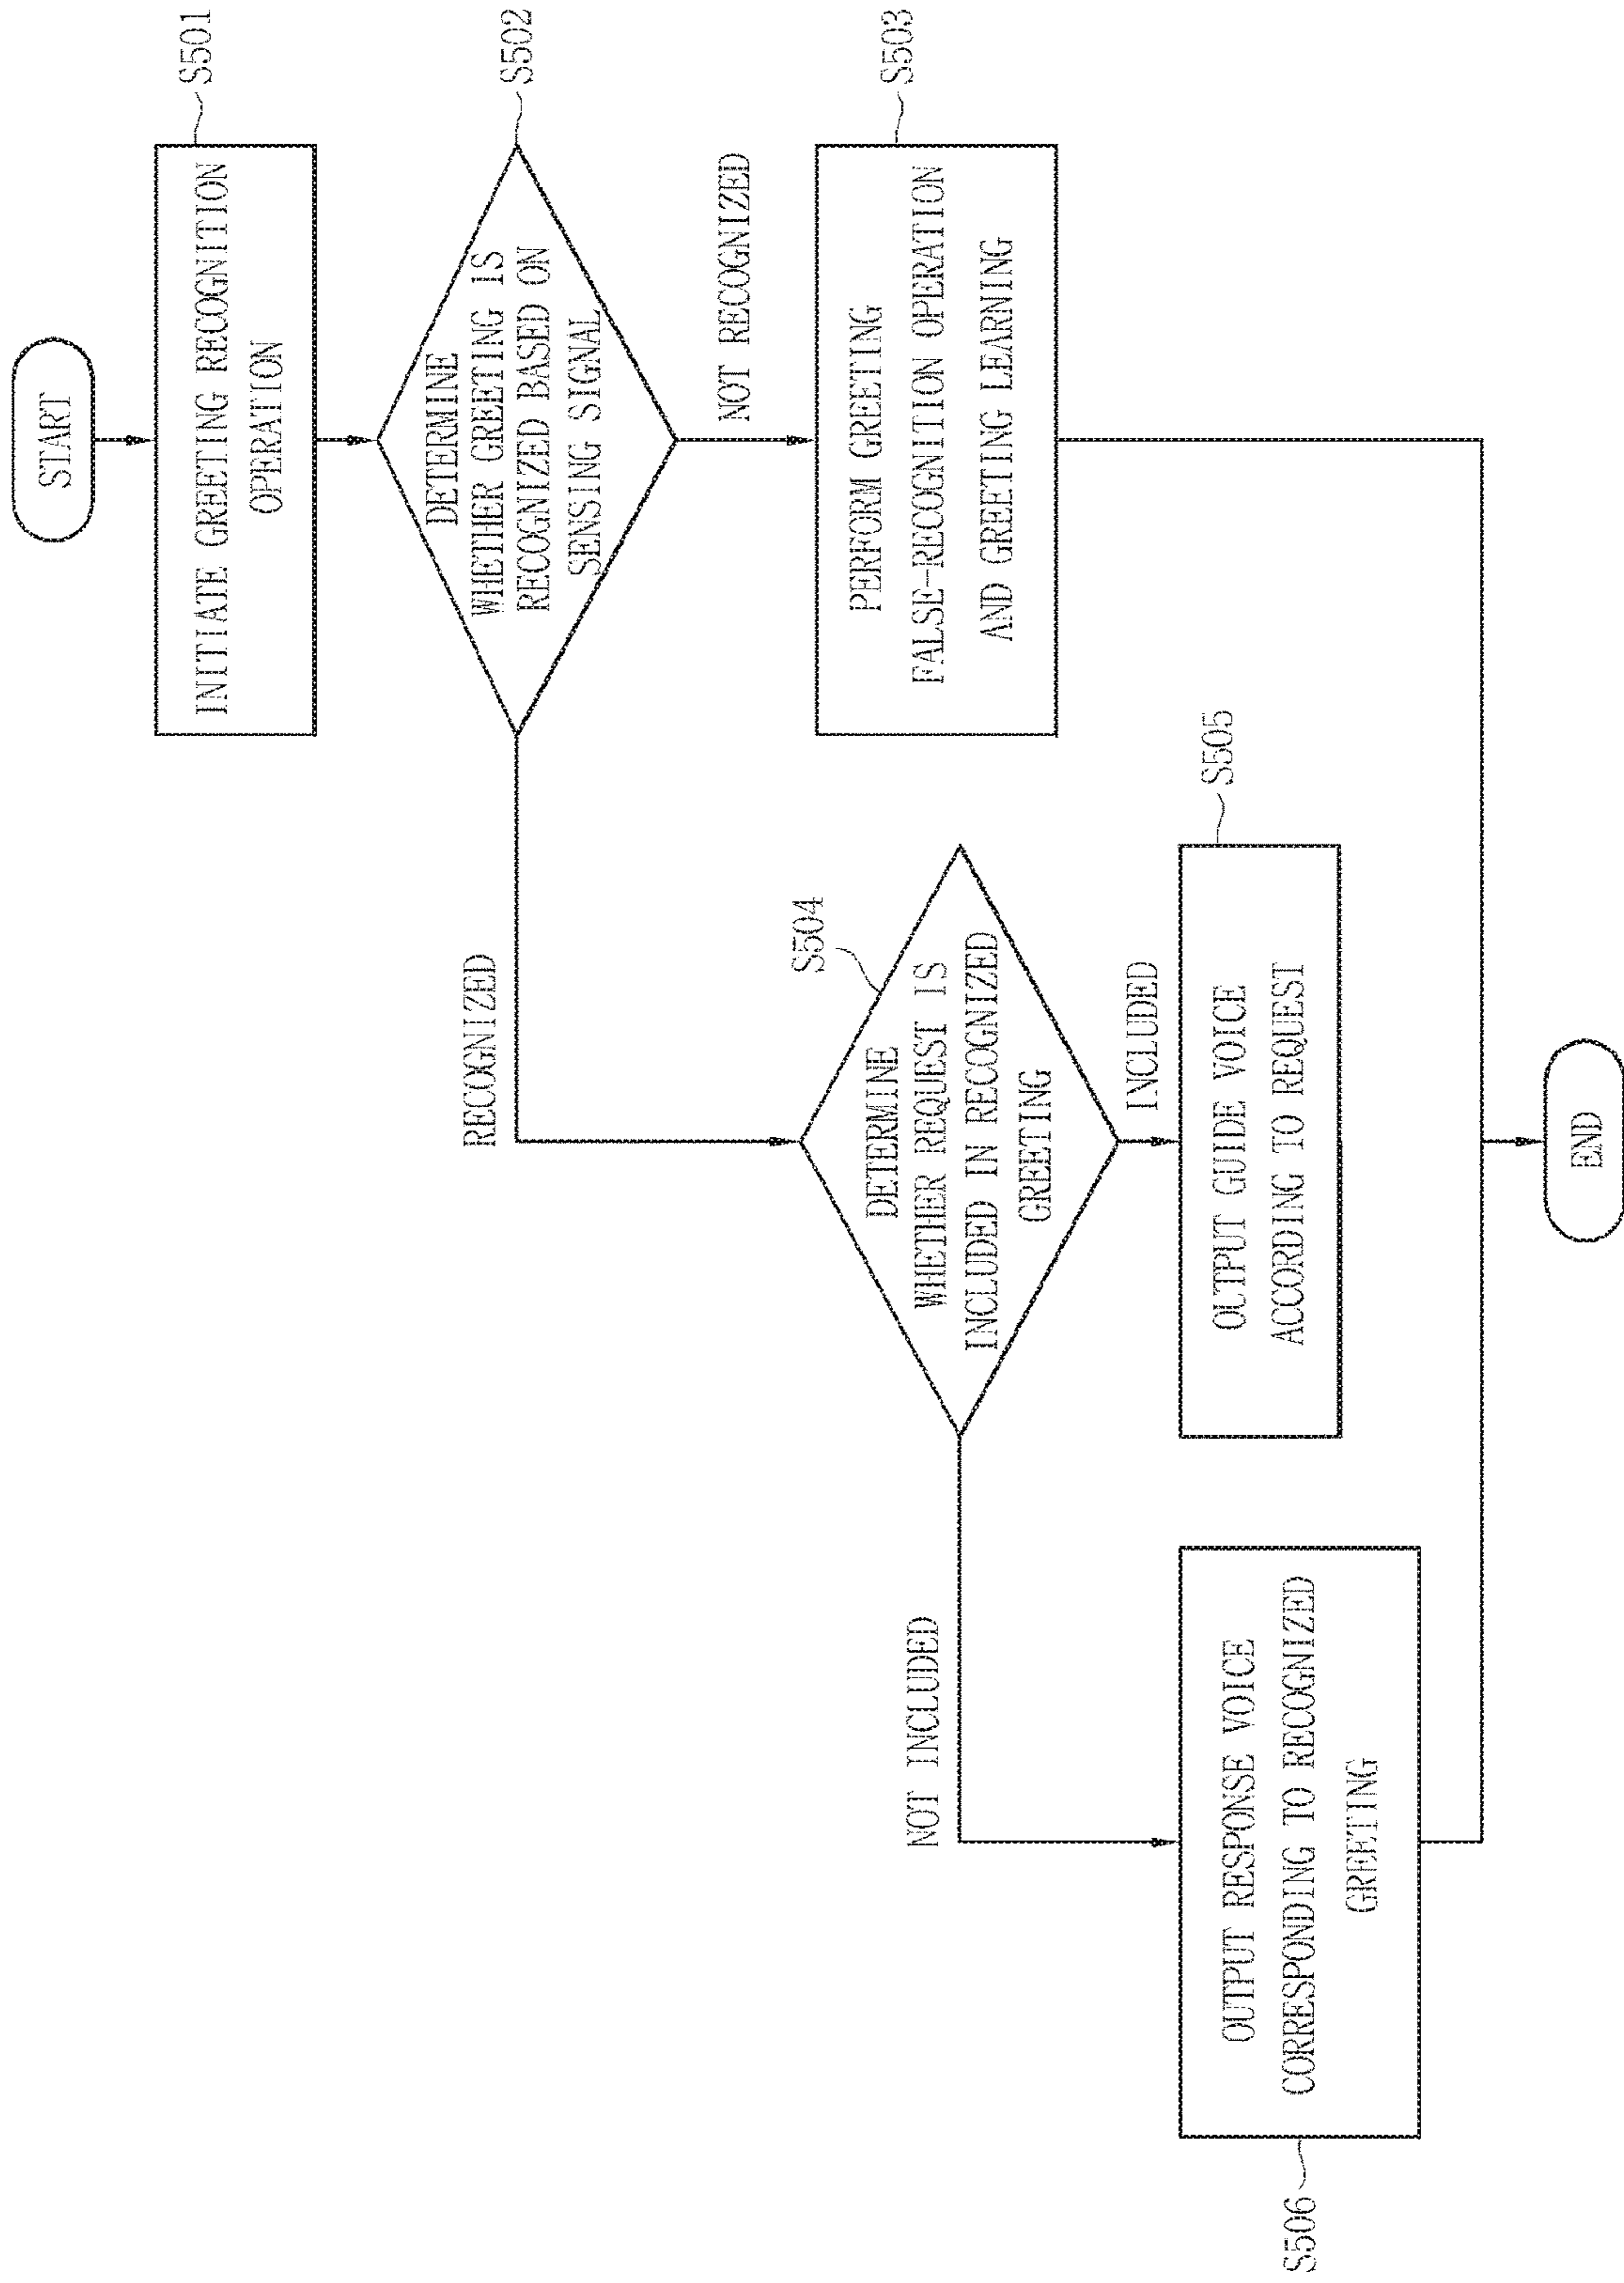 START
S501
INITIATE GREETING RECOGNITION
OPERATION
S502
DETERMINE
WHETHER GREETING IS
RECOGNIZED BASED ON
SENSING SIGNAL
RECOGNIZED
NOT RECOGNIZED
S503
PERFORM GREETING
FALSE-RECOGNITION OPERATION
AND GREETING LEARNING
S504
DETERMINE
WHETHER REQUEST IS
INCLUDED IN RECOGNIZED
GREETING
NOT INCLUDED
INCLUDED
S505
OUTPUT GUIDE VOICE
ACCORDING TO REQUEST
S506
OUTPUT RESPONSE VOICE
CORRESPONDING TO RECOGNIZED
GREETING
END